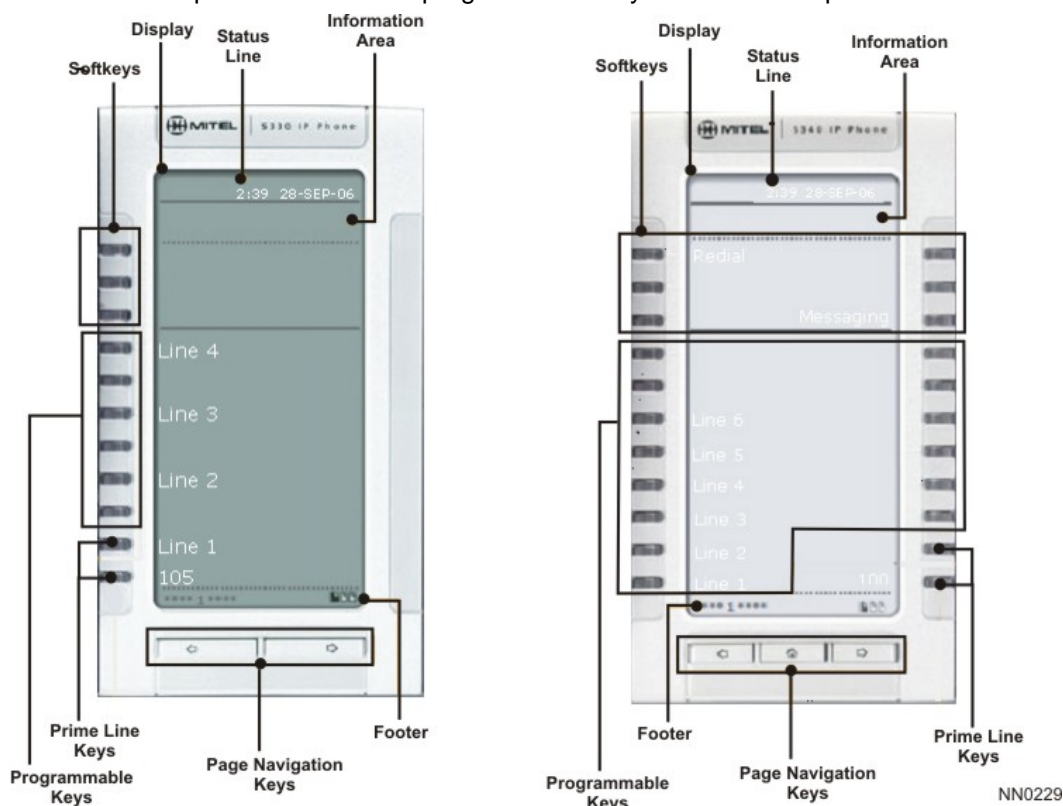 Display
Status
Line
Information
Area
Softkeys
MITEL 5330 IP Phone
2:39 28-SEP-06
Line 4
Line 3
Line 2
Line 1
105
1
Prime Line
Keys
Programmable
Keys
Page Navigation
Keys
Footer
Display
Status
Line
Information
Area
Softkeys
MITEL 5340 IP Phone
2:39 28-SEP-06
Redial
Messaging
Line 6
Line 5
Line 4
Line 3
Line 2
Line 1 100
1
Footer
Programmable
Keys
Page Navigation
Keys
Prime Line
Keys
NN0229